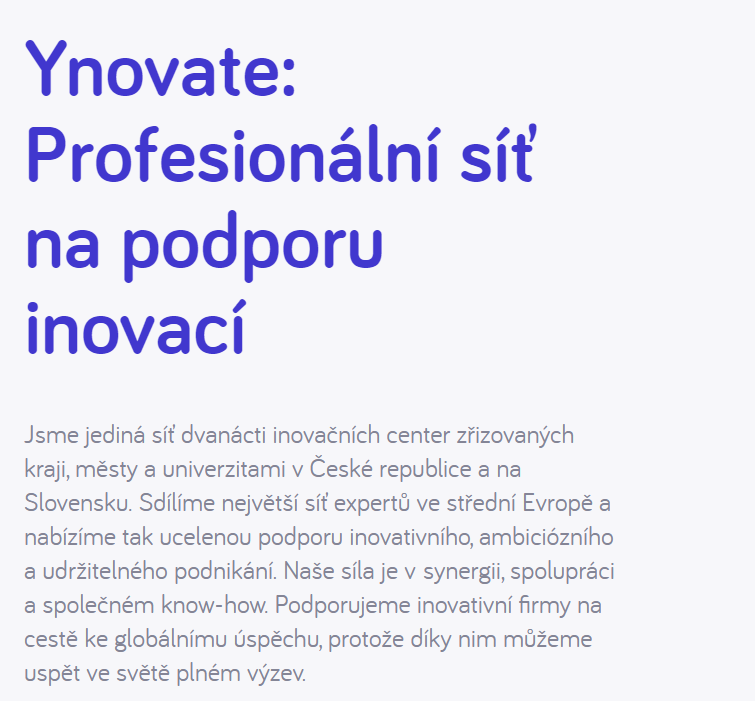 Ynovate:
Profesionální síť
na podporu
inovací
Jsme jediná síť dvanácti inovačních center zřizovaných
kraji, městy a univerzitami v České republice a na
Slovensku. Sdílíme největší síť expertů ve střední Evropě a
nabízíme tak ucelenou podporu inovativního, ambiciózního
a udržitelného podnikání. Naše síla je v synergii, spolupráci
a společném know-how. Podporujeme inovativní firmy na
cestě ke globálnímu úspěchu, protože díky nim můžeme
uspět ve světě plném výzev.